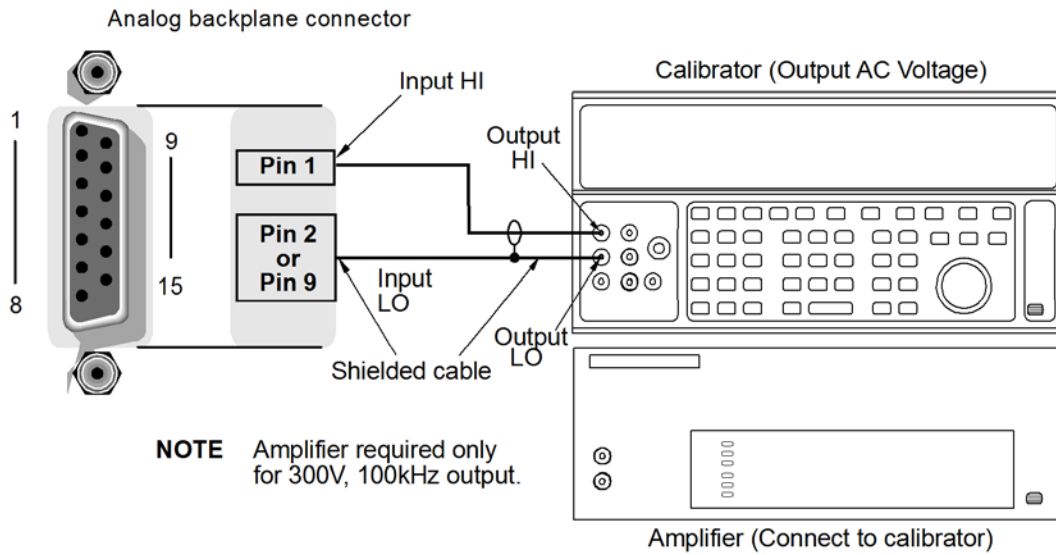 Analog backplane connector
Input HI
Calibrator (Output AC Voltage)
1
9
Output
HI
Pin 1
Pin 2
or
Pin 9
Input
LO
8
15
Output
LO
Shielded cable
NOTE Amplifier required only
for 300V, 100kHz output.
Amplifier (Connect to calibrator)